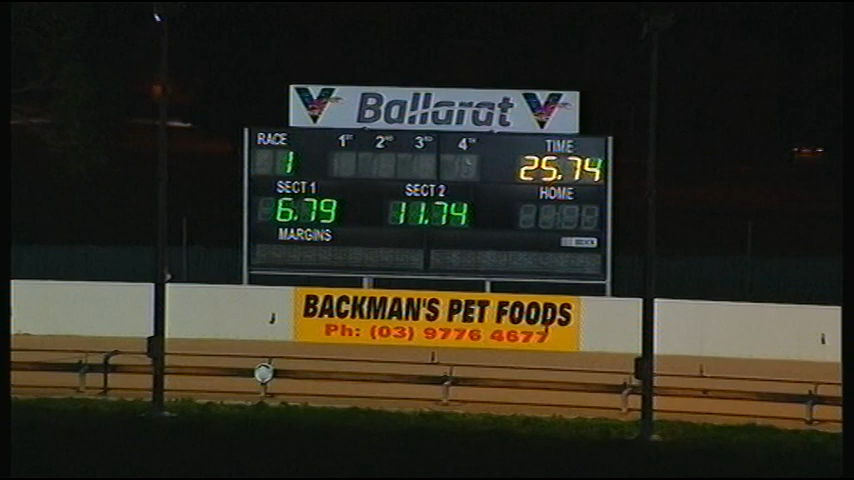 Ballarat
RACE 1ST 2ND 3RD 4TH TIME
1 25.74
SECT 1 SECT 2 HOME
6.79 11.74
MARGINS
BACKMAN'S PET FOODS
Ph: (03) 9776 4677